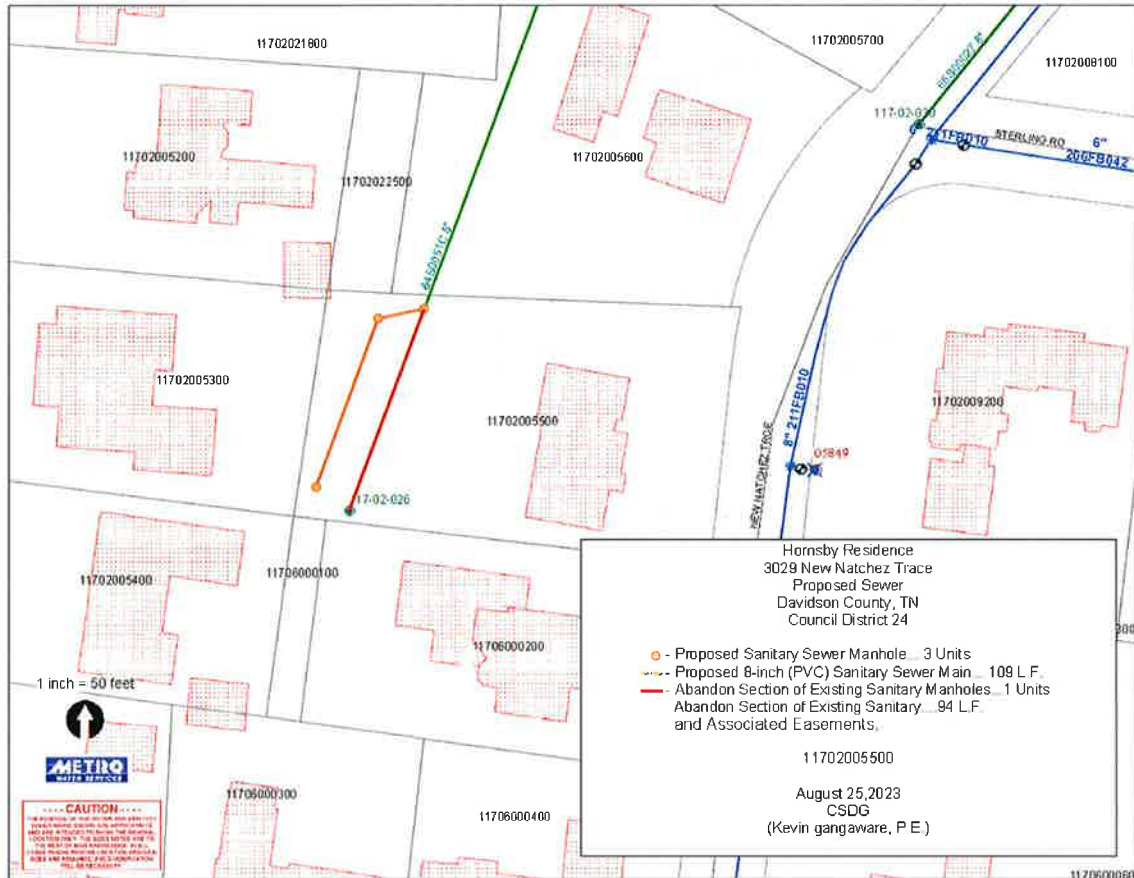 11702021800
11702005700
11702008100
6690002? 8"
117-02-030
6"
211FB010
STERLING RD
6"
200FB042
11702005200
11702005600
11702022500
11702005300
11702005500
11702009200
8" 211FB010
05849
NEW NATCHEZ TRCE
17-02-026
11702005400
11706000100
11706000200
1 inch = 50 feet
METRO
WATER SERVICES
CAUTION
11706000300
11706000400
Hornsby Residence
3029 New Natchez Trace
Proposed Sewer
Davidson County, TN
Council District 24
- Proposed Sanitary Sewer Manhole... 3 Units
- Proposed 8-inch (PVC) Sanitary Sewer Main... 109 L.F.
- Abandon Section of Existing Sanitary Manholes...1 Units
Abandon Section of Existing Sanitary....94 L.F.
and Associated Easements.
11702005500
August 25,2023
CSDG
(Kevin gangaware, P.E.)